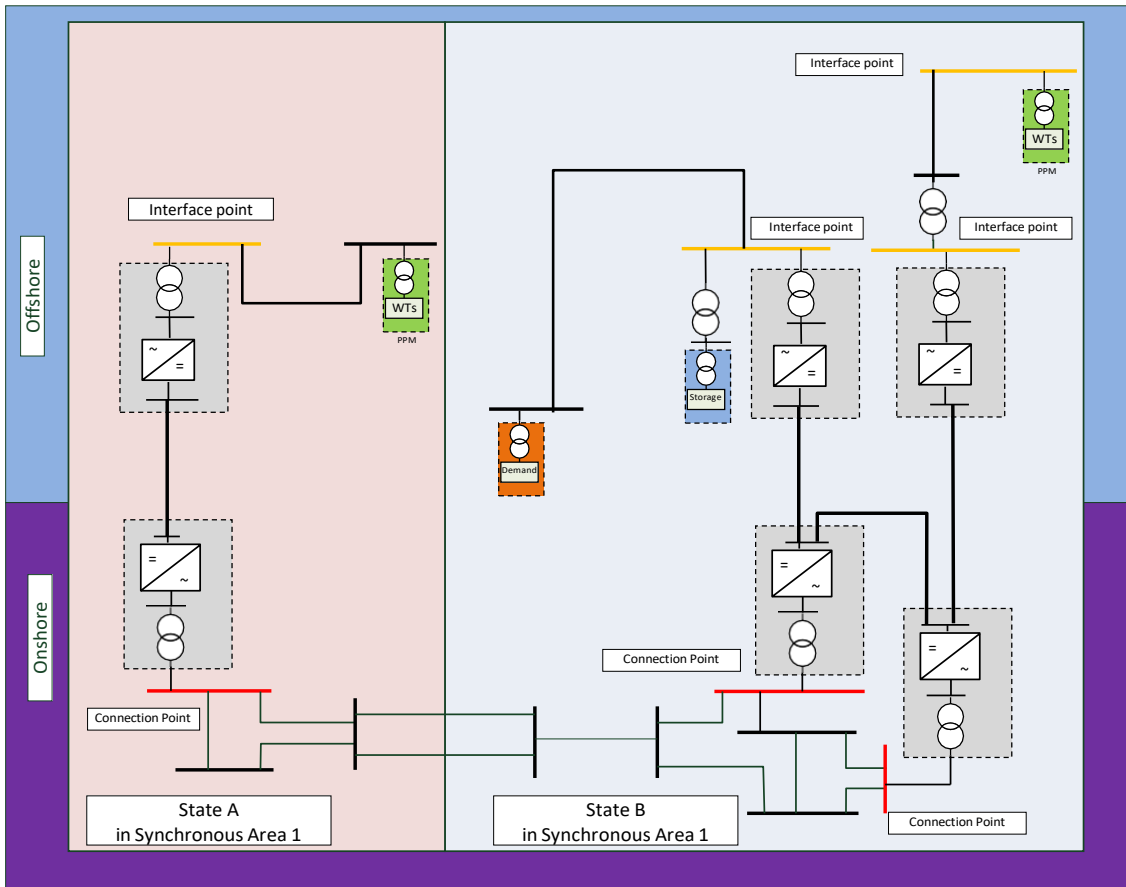 Interface point
WTs
PPM
Interface point
Interface point
Interface point
WTs
PPM
~
=
~
=
~
=
Storage
Demand
Offshore
=
~
=
~
=
~
Onshore
Connection Point
Connection Point
Connection Point
State A
in Synchronous Area 1
State B
in Synchronous Area 1